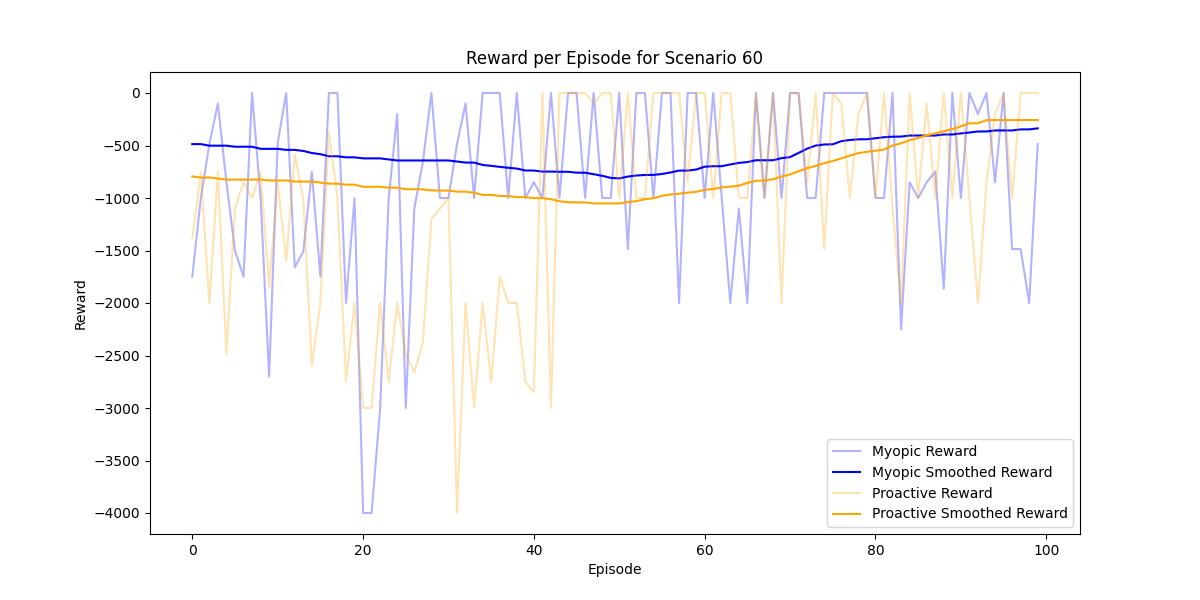 Reward per Episode for Scenario 60
Reward
0
−500
−1000
−1500
−2000
−2500
−3000
−3500
−4000
0 20 40 60 80 100
Episode
Myopic Reward
Myopic Smoothed Reward
Proactive Reward
Proactive Smoothed Reward